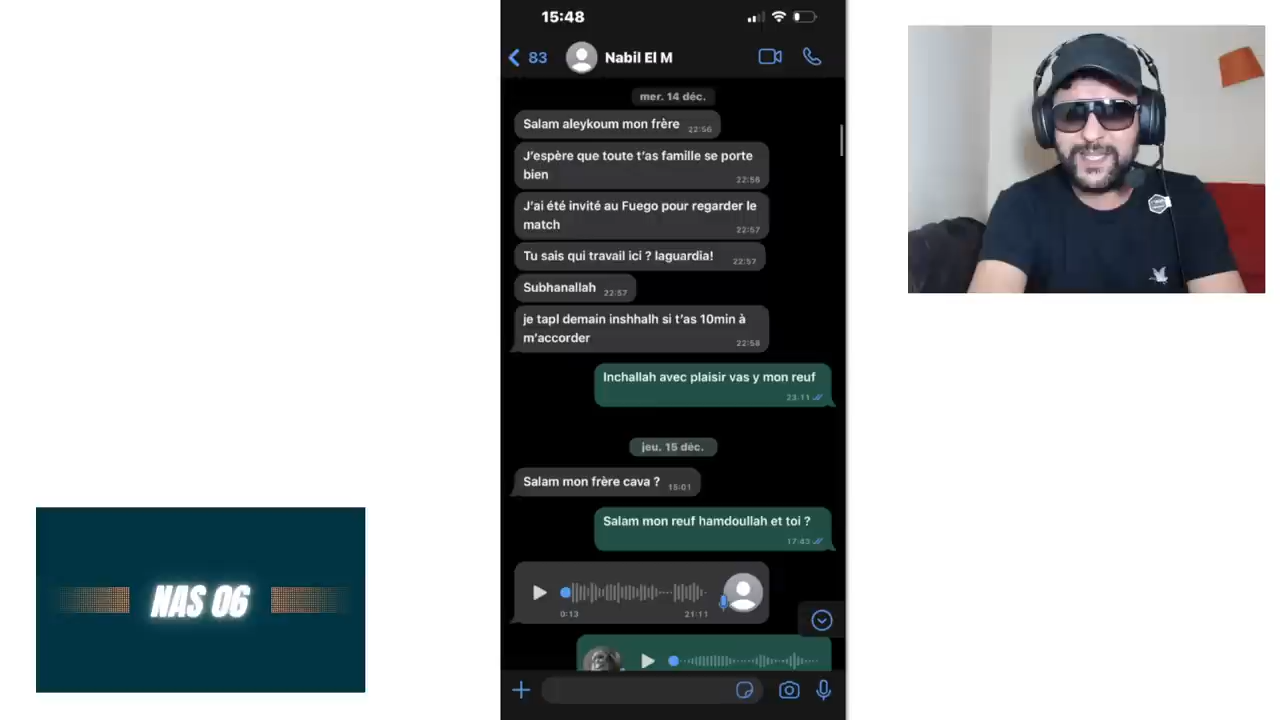 15:48
83
Nabil El M
mer. 14 déc.
Salam aleykoum mon frère
22:56
J'espère que toute t'as famille se porte
bien
22:56
J'ai été invité au Fuego pour regarder le
match
22:57
Tu sais qui travail ici ? laguardia!
22:57
Subhanallah
22:57
je tapl demain inshhalh si t'as 10min à
m'accorder
22:58
Inchallah avec plaisir vas y mon reuf
23:11
jeu. 15 déc.
Salam mon frère cava ?
15:01
Salam mon reuf hamdoullah et toi ?
17:43
0:13
21:11
NAS 06